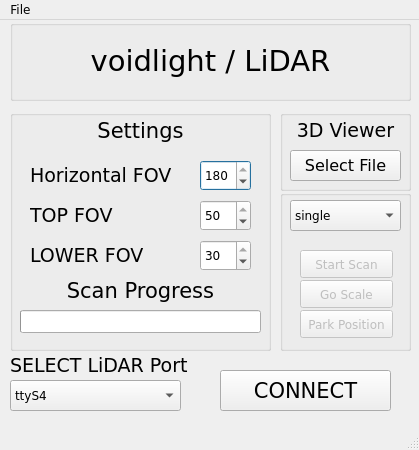 File
voidlight / LiDAR
Settings
Horizontal FOV
180
TOP FOV
50
LOWER FOV
30
Scan Progress
3D Viewer
Select File
single
Start Scan
Go Scale
Park Position
SELECT LiDAR Port
ttyS4
CONNECT